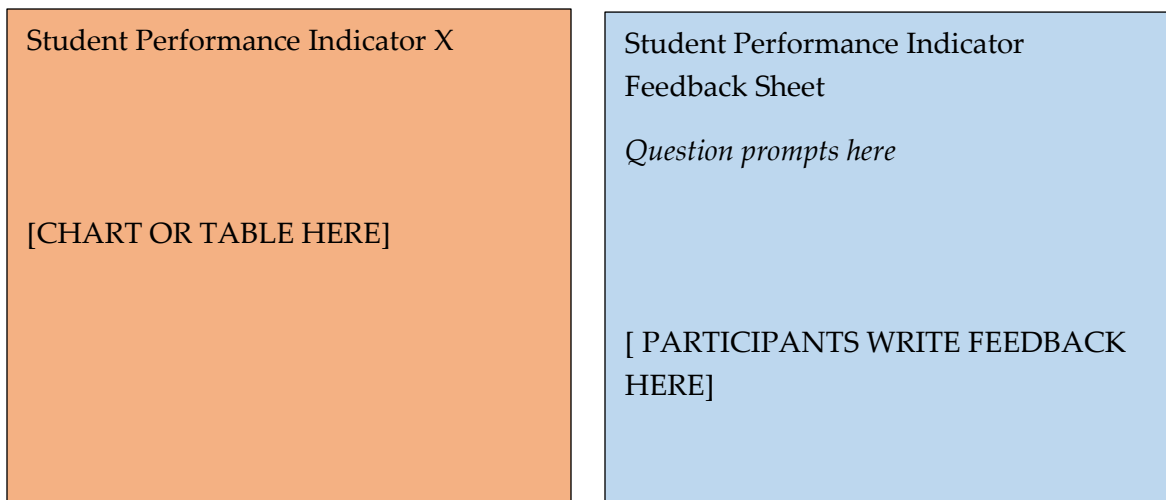 Student Performance Indicator X
[CHART OR TABLE HERE]
Student Performance Indicator
Feedback Sheet
Question prompts here
[ PARTICIPANTS WRITE FEEDBACK
HERE]